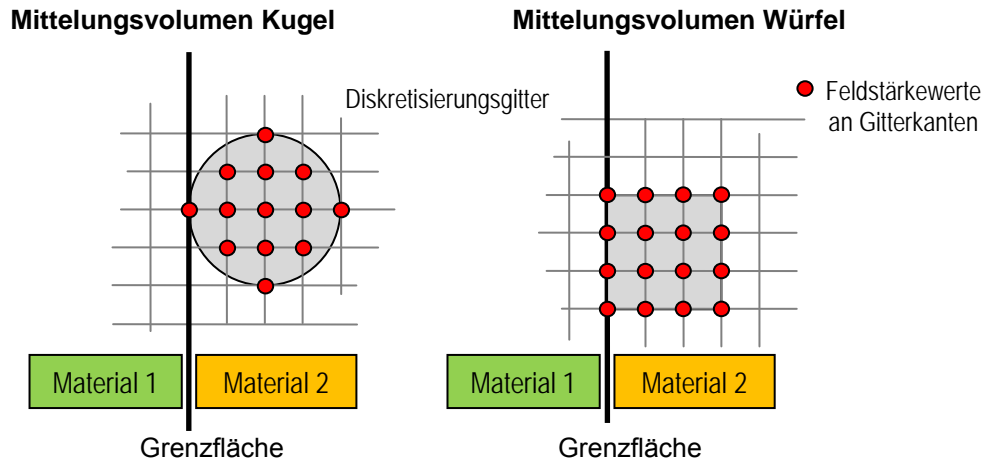 Mittelungsvolumen Kugel
Mittelungsvolumen Würfel
Diskretisierungsgitter
Feldstärkewerte
an Gitterkanten
Material 1
Material 2
Material 1
Material 2
Grenzfläche
Grenzfläche